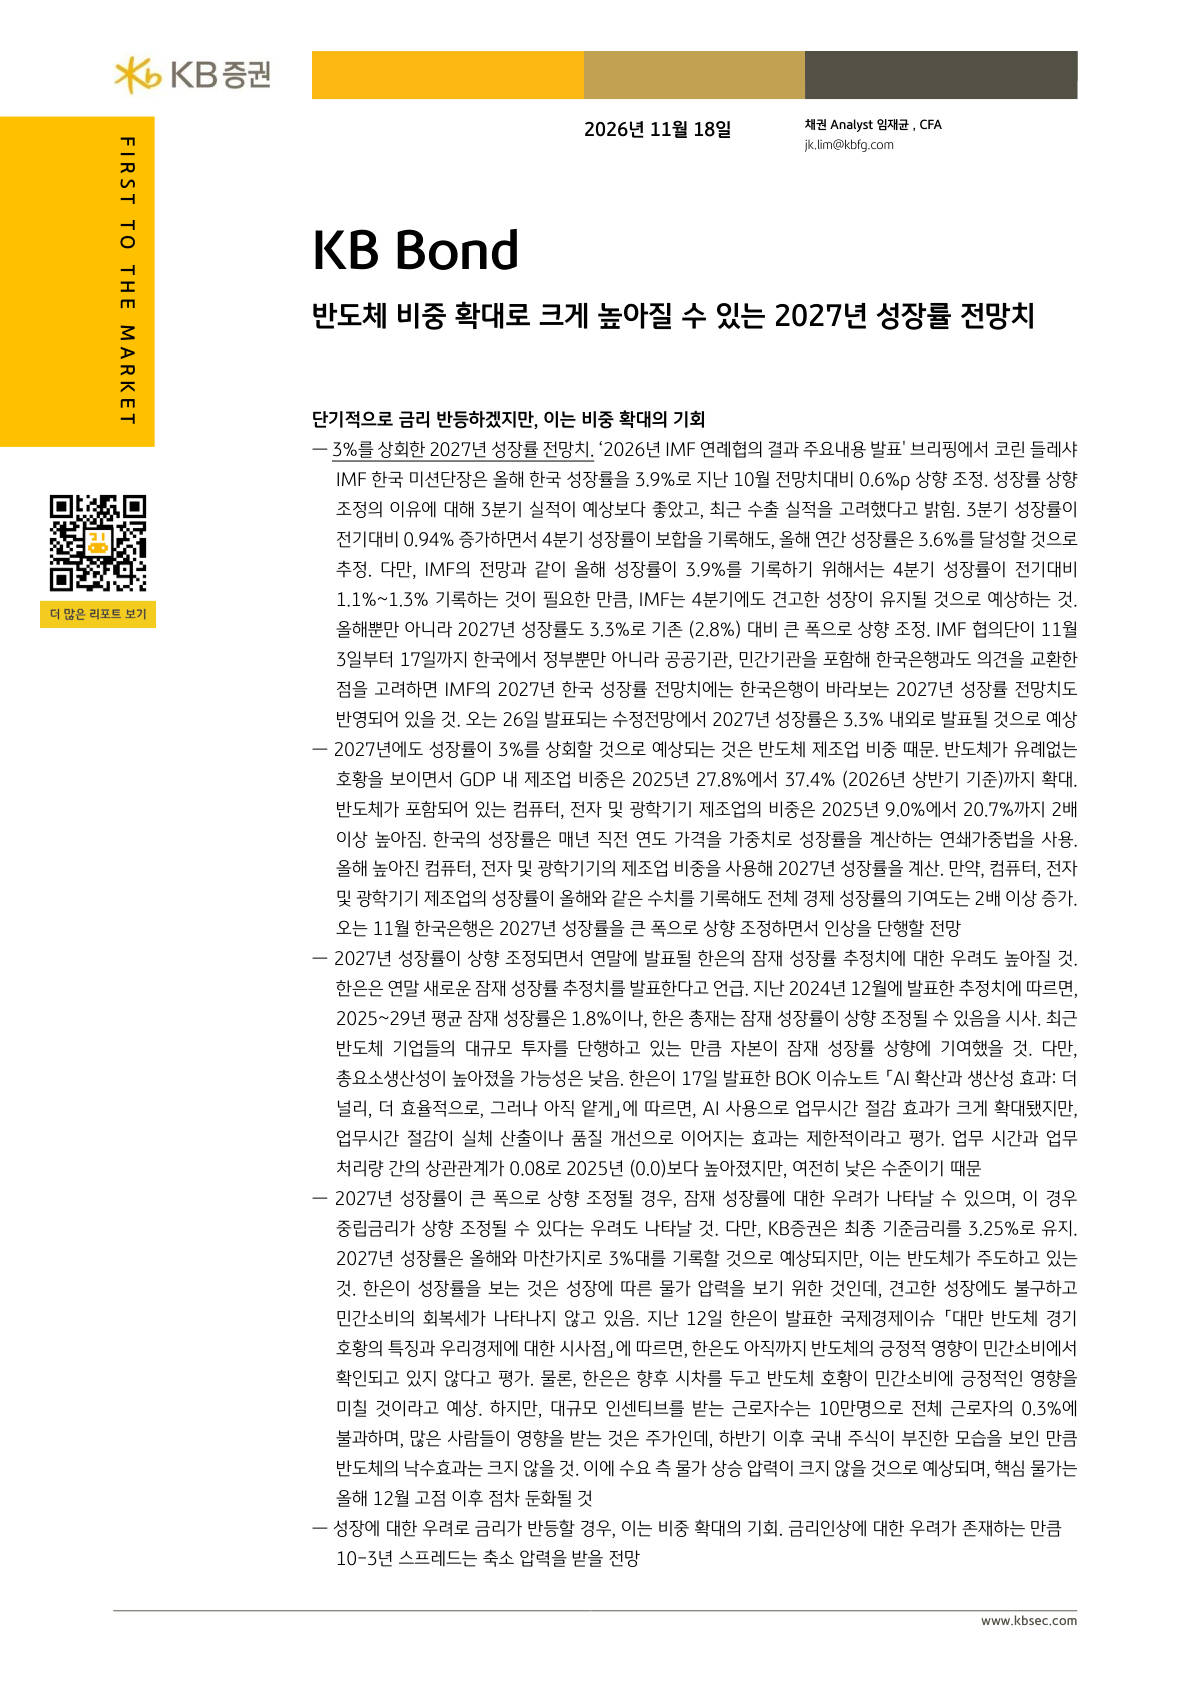 KB증권
FIRST TO THE MARKET
2026년 11월 18일
채권 Analyst 임재균 , CFA
jk.lim@kbfg.com
KB Bond
반도체 비중 확대로 크게 높아질 수 있는 2027년 성장률 전망치
더 많은 리포트 보기
단기적으로 금리 반등하겠지만, 이는 비중 확대의 기회
— 3%를 상회한 2027년 성장률 전망치. ‘2026년 IMF 연례협의 결과 주요내용 발표' 브리핑에서 코린 들레샤
IMF 한국 미션단장은 올해 한국 성장률을 3.9%로 지난 10월 전망치대비 0.6%p 상향 조정. 성장률 상향
조정의 이유에 대해 3분기 실적이 예상보다 좋았고, 최근 수출 실적을 고려했다고 밝힘. 3분기 성장률이
전기대비 0.94% 증가하면서 4분기 성장률이 보합을 기록해도, 올해 연간 성장률은 3.6%를 달성할 것으로
추정. 다만, IMF의 전망과 같이 올해 성장률이 3.9%를 기록하기 위해서는 4분기 성장률이 전기대비
1.1%~1.3% 기록하는 것이 필요한 만큼, IMF는 4분기에도 견고한 성장이 유지될 것으로 예상하는 것.
올해뿐만 아니라 2027년 성장률도 3.3%로 기존 (2.8%) 대비 큰 폭으로 상향 조정. IMF 협의단이 11월
3일부터 17일까지 한국에서 정부뿐만 아니라 공공기관, 민간기관을 포함해 한국은행과도 의견을 교환한
점을 고려하면 IMF의 2027년 한국 성장률 전망치에는 한국은행이 바라보는 2027년 성장률 전망치도
반영되어 있을 것. 오는 26일 발표되는 수정전망에서 2027년 성장률은 3.3% 내외로 발표될 것으로 예상
— 2027년에도 성장률이 3%를 상회할 것으로 예상되는 것은 반도체 제조업 비중 때문. 반도체가 유례없는
호황을 보이면서 GDP 내 제조업 비중은 2025년 27.8%에서 37.4% (2026년 상반기 기준)까지 확대.
반도체가 포함되어 있는 컴퓨터, 전자 및 광학기기 제조업의 비중은 2025년 9.0%에서 20.7%까지 2배
이상 높아짐. 한국의 성장률은 매년 직전 연도 가격을 가중치로 성장률을 계산하는 연쇄가중법을 사용.
올해 높아진 컴퓨터, 전자 및 광학기기의 제조업 비중을 사용해 2027년 성장률을 계산. 만약, 컴퓨터, 전자
및 광학기기 제조업의 성장률이 올해와 같은 수치를 기록해도 전체 경제 성장률의 기여도는 2배 이상 증가.
오는 11월 한국은행은 2027년 성장률을 큰 폭으로 상향 조정하면서 인상을 단행할 전망
— 2027년 성장률이 상향 조정되면서 연말에 발표될 한은의 잠재 성장률 추정치에 대한 우려도 높아질 것.
한은은 연말 새로운 잠재 성장률 추정치를 발표한다고 언급. 지난 2024년 12월에 발표한 추정치에 따르면,
2025~29년 평균 잠재 성장률은 1.8%이나, 한은 총재는 잠재 성장률이 상향 조정될 수 있음을 시사. 최근
반도체 기업들의 대규모 투자를 단행하고 있는 만큼 자본이 잠재 성장률 상향에 기여했을 것. 다만,
총요소생산성이 높아졌을 가능성은 낮음. 한은이 17일 발표한 BOK 이슈노트 「AI 확산과 생산성 효과: 더
널리, 더 효율적으로, 그러나 아직 얕게」에 따르면, AI 사용으로 업무시간 절감 효과가 크게 확대됐지만,
업무시간 절감이 실체 산출이나 품질 개선으로 이어지는 효과는 제한적이라고 평가. 업무 시간과 업무
처리량 간의 상관관계가 0.08로 2025년 (0.0)보다 높아졌지만, 여전히 낮은 수준이기 때문
— 2027년 성장률이 큰 폭으로 상향 조정될 경우, 잠재 성장률에 대한 우려가 나타날 수 있으며, 이 경우
중립금리가 상향 조정될 수 있다는 우려도 나타날 것. 다만, KB증권은 최종 기준금리를 3.25%로 유지.
2027년 성장률은 올해와 마찬가지로 3%대를 기록할 것으로 예상되지만, 이는 반도체가 주도하고 있는
것. 한은이 성장률을 보는 것은 성장에 따른 물가 압력을 보기 위한 것인데, 견고한 성장에도 불구하고
민간소비의 회복세가 나타나지 않고 있음. 지난 12일 한은이 발표한 국제경제이슈 「대만 반도체 경기
호황의 특징과 우리경제에 대한 시사점」에 따르면, 한은도 아직까지 반도체의 긍정적 영향이 민간소비에서
확인되고 있지 않다고 평가. 물론, 한은은 향후 시차를 두고 반도체 호황이 민간소비에 긍정적인 영향을
미칠 것이라고 예상. 하지만, 대규모 인센티브를 받는 근로자수는 10만명으로 전체 근로자의 0.3%에
불과하며, 많은 사람들이 영향을 받는 것은 주가인데, 하반기 이후 국내 주식이 부진한 모습을 보인 만큼
반도체의 낙수효과는 크지 않을 것. 이에 수요 측 물가 상승 압력이 크지 않을 것으로 예상되며, 핵심 물가는
올해 12월 고점 이후 점차 둔화될 것
— 성장에 대한 우려로 금리가 반등할 경우, 이는 비중 확대의 기회. 금리인상에 대한 우려가 존재하는 만큼
10-3년 스프레드는 축소 압력을 받을 전망
www.kbsec.com